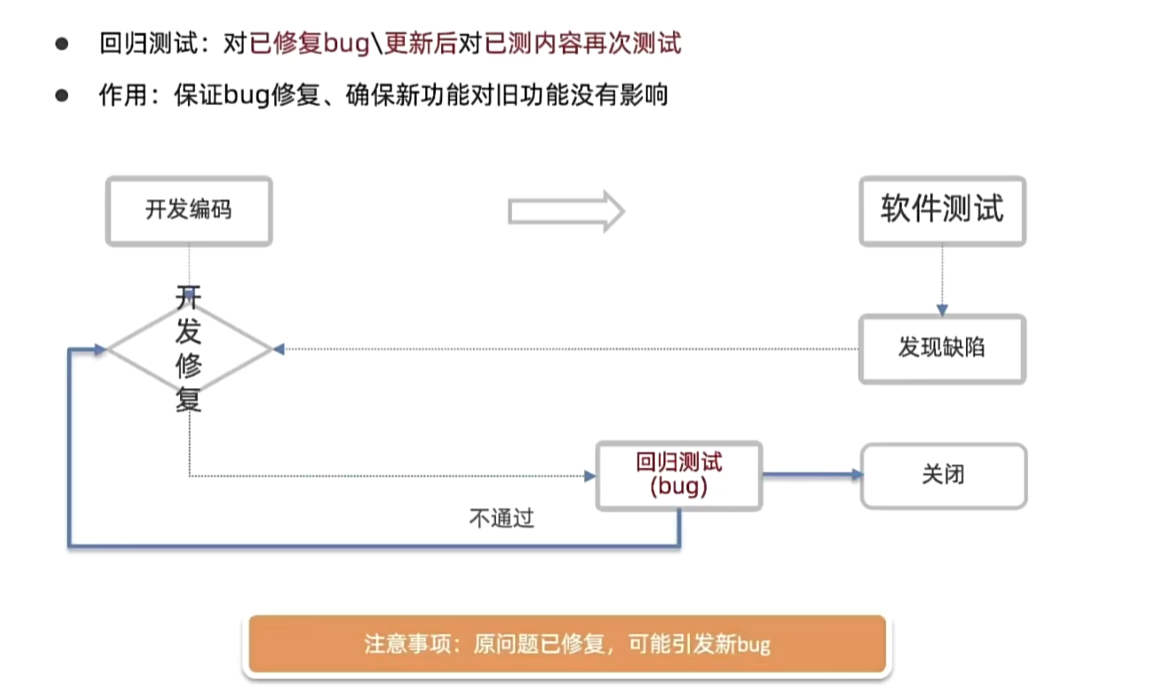 回归测试：对已修复bug\更新后对已测内容再次测试
作用：保证bug修复、确保新功能对旧功能没有影响
开发编码
软件测试
开
发
修
复
发现缺陷
回归测试
(bug)
关闭
不通过
注意事项：原问题已修复，可能引发新bug